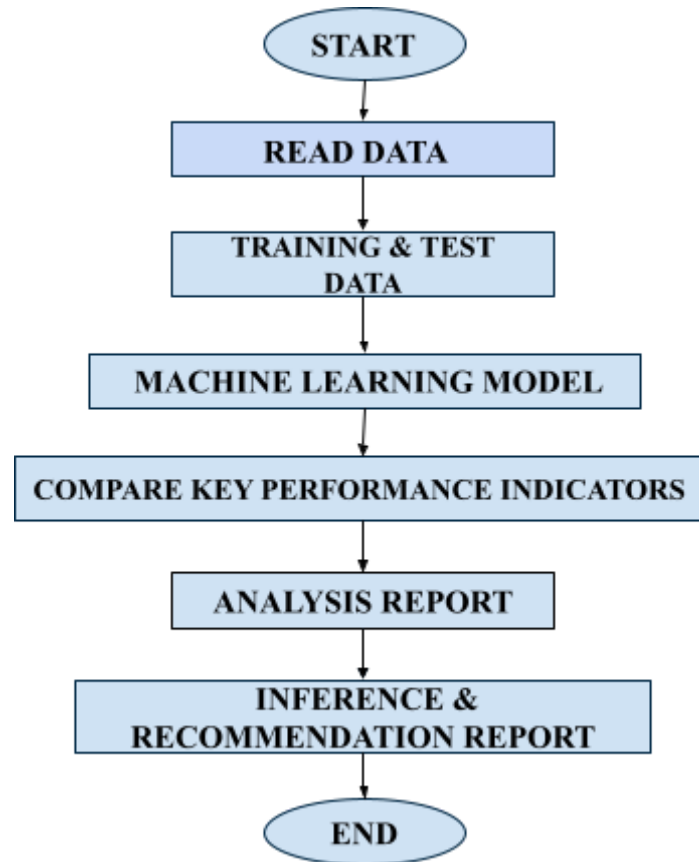 START
READ DATA
TRAINING & TEST
DATA
MACHINE LEARNING MODEL
COMPARE KEY PERFORMANCE INDICATORS
ANALYSIS REPORT
INFERENCE &
RECOMMENDATION REPORT
END